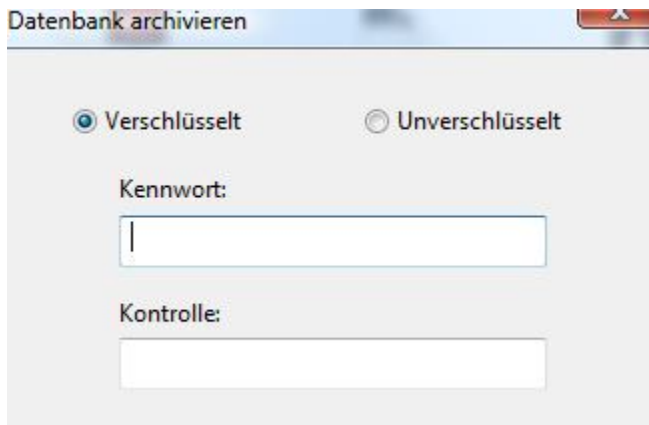 Datenbank archivieren
Verschlüsselt Unverschlüsselt
Kennwort:
Kontrolle: